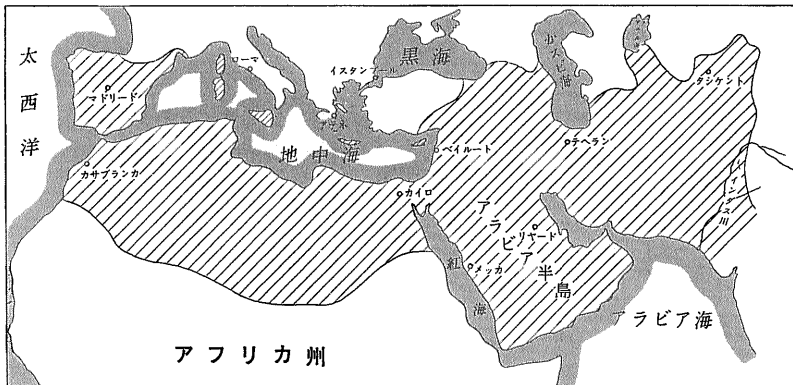 太西洋
マドリード
ローマ
イスタンブール
黒海
カスピ海
タシケント
アテネ
地中海
カサブランカ
ベイルート
テヘラン
カイロ
インダス川
アラビア半島
リヤード
メッカ
紅海
アラビア海
アフリカ州